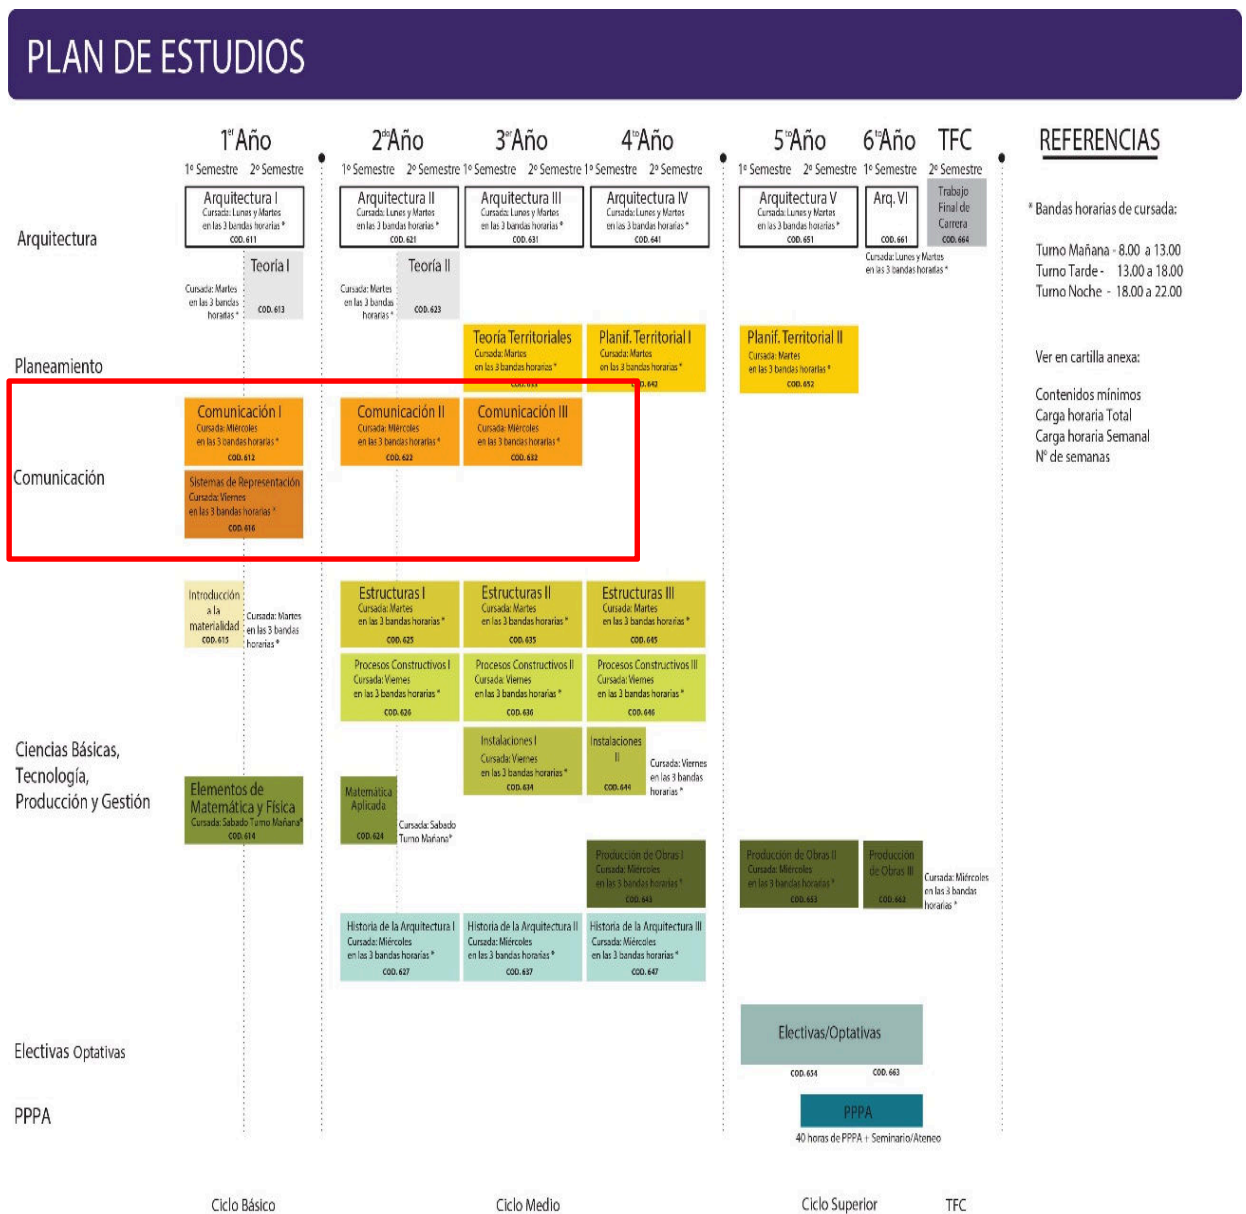 PLAN DE ESTUDIOS
1er Año
2do Año
3er Año
4to Año
5to Año
6to Año
TFC
REFERENCIAS
1º Semestre 2º Semestre
1º Semestre 2º Semestre
1º Semestre 2º Semestre
1º Semestre 2º Semestre
1º Semestre 2º Semestre
1º Semestre
2º Semestre
Arquitectura
Arquitectura I
Cursada: Lunes y Martes
en las 3 bandas horarias *
COD. 611
Arquitectura II
Cursada: Lunes y Martes
en las 3 bandas horarias *
COD. 621
Arquitectura III
Cursada: Lunes y Martes
en las 3 bandas horarias *
COD. 631
Arquitectura IV
Cursada: Lunes y Martes
en las 3 bandas horarias *
COD. 641
Arquitectura V
Cursada: Lunes y Martes
en las 3 bandas horarias *
COD. 651
Arq. VI
COD. 661
Cursada: Lunes y Martes
en las 3 bandas horarias *
Trabajo
Final de
Carrera
COD. 664
Teoría I
COD. 613
Cursada: Martes
en las 3 bandas
horarias *
Teoría II
COD. 623
Cursada: Martes
en las 3 bandas
horarias *
* Bandas horarias de cursada:
Turno Mañana - 8.00 a 13.00
Turno Tarde - 13.00 a 18.00
Turno Noche - 18.00 a 22.00
Ver en cartilla anexa:
Contenidos mínimos
Carga horaria Total
Carga horaria Semanal
Nº de semanas
Planeamiento
Teoría Territoriales
Cursada: Martes
en las 3 bandas horarias *
COD. 633
Planif. Territorial I
Cursada: Martes
en las 3 bandas horarias *
COD. 642
Planif. Territorial II
Cursada: Martes
en las 3 bandas horarias *
COD. 652
Comunicación
Comunicación I
Cursada: Miércoles
en las 3 bandas horarias *
COD. 612
Comunicación II
Cursada: Miércoles
en las 3 bandas horarias *
COD. 622
Comunicación III
Cursada: Miércoles
en las 3 bandas horarias *
COD. 632
Sistemas de Representación
Cursada: Viernes
en las 3 bandas horarias *
COD. 616
Ciencias Básicas,
Tecnología,
Producción y Gestión
Introducción
a la
materialidad
COD. 615
Cursada: Martes
en las 3 bandas
horarias *
Estructuras I
Cursada: Martes
en las 3 bandas horarias *
COD. 625
Estructuras II
Cursada: Martes
en las 3 bandas horarias *
COD. 635
Estructuras III
Cursada: Martes
en las 3 bandas horarias *
COD. 645
Procesos Constructivos I
Cursada: Viernes
en las 3 bandas horarias *
COD. 626
Procesos Constructivos II
Cursada: Viernes
en las 3 bandas horarias *
COD. 636
Procesos Constructivos III
Cursada: Viernes
en las 3 bandas horarias *
COD. 646
Instalaciones I
Cursada: Viernes
en las 3 bandas horarias *
COD. 634
Instalaciones
II
COD. 644
Cursada: Viernes
en las 3 bandas
horarias *
Elementos de
Matemática y Física
Cursada: Sabado Turno Mañana*
COD. 614
Matemática
Aplicada
COD. 624
Cursada: Sabado
Turno Mañana*
Producción de Obras I
Cursada: Miércoles
en las 3 bandas horarias *
COD. 643
Producción de Obras II
Cursada: Miércoles
en las 3 bandas horarias *
COD. 653
Producción
de Obras III
COD. 662
Cursada: Miércoles
en las 3 bandas
horarias *
Historia de la Arquitectura I
Cursada: Miércoles
en las 3 bandas horarias *
COD. 627
Historia de la Arquitectura II
Cursada: Miércoles
en las 3 bandas horarias *
COD. 637
Historia de la Arquitectura III
Cursada: Miércoles
en las 3 bandas horarias *
COD. 647
Electivas Optativas
Electivas/Optativas
COD. 654
COD. 663
PPPA
PPPA
40 horas de PPPA + Seminario/Ateneo
Ciclo Básico
Ciclo Medio
Ciclo Superior
TFC